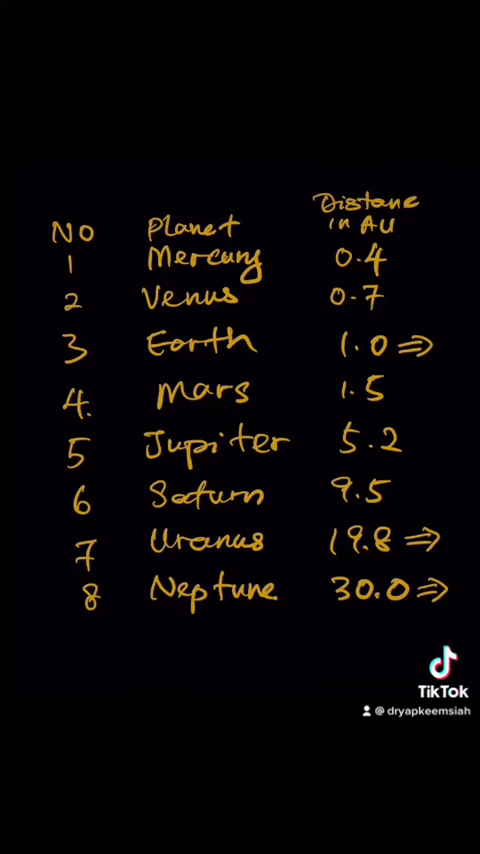 NO Planet Distane in AU
1 Mercury 0.4
2 Venus 0.7
3 Earth 1.0 ⇒
4. Mars 1.5
5 Jupiter 5.2
6 Saturn 9.5
7 Uranus 19.8 ⇒
8 Neptune 30.0 ⇒
TikTok
@dryapkeemsiah